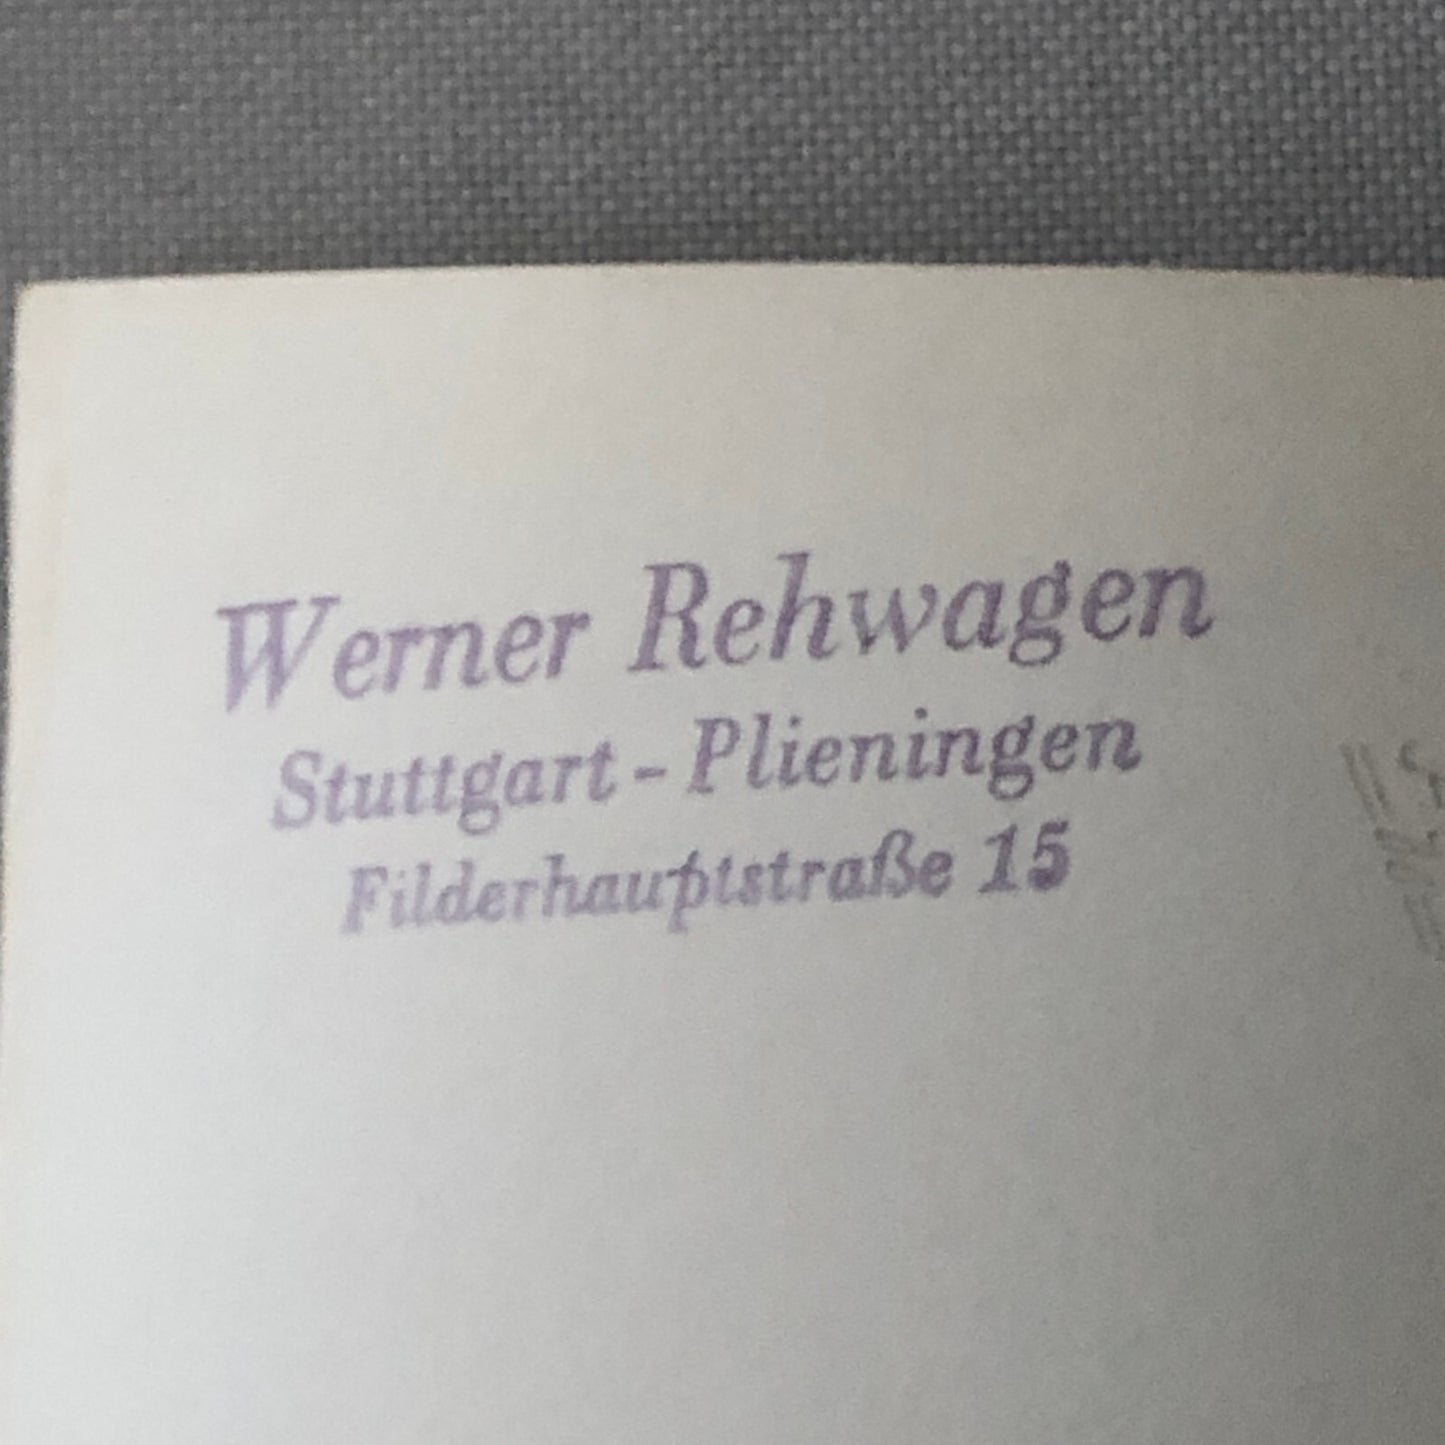 Werner Rehwagen
Stuttgart - Plieningen
Filderhauptstraße 15